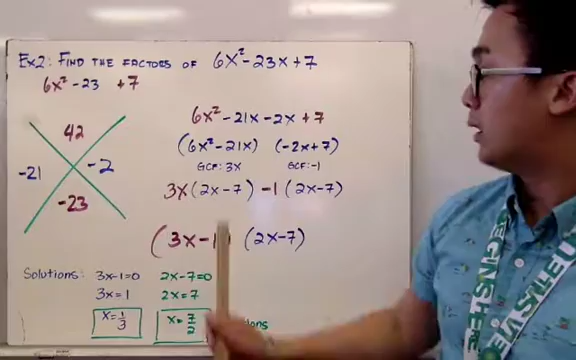 Ex2: FIND THE FACTORS OF 6x²-23x+7
6x²-23 +7
42
-21
-2
-23
6x²-21x-2x+7
(6x²-21x) (-2x+7)
GCF: 3x GCF: -1
3x(2x-7) -1(2x-7)
(3x-1) (2x-7)
Solutions: 3x-1=0 2x-7=0
3x=1 2x=7
x=1/3 x=7/2